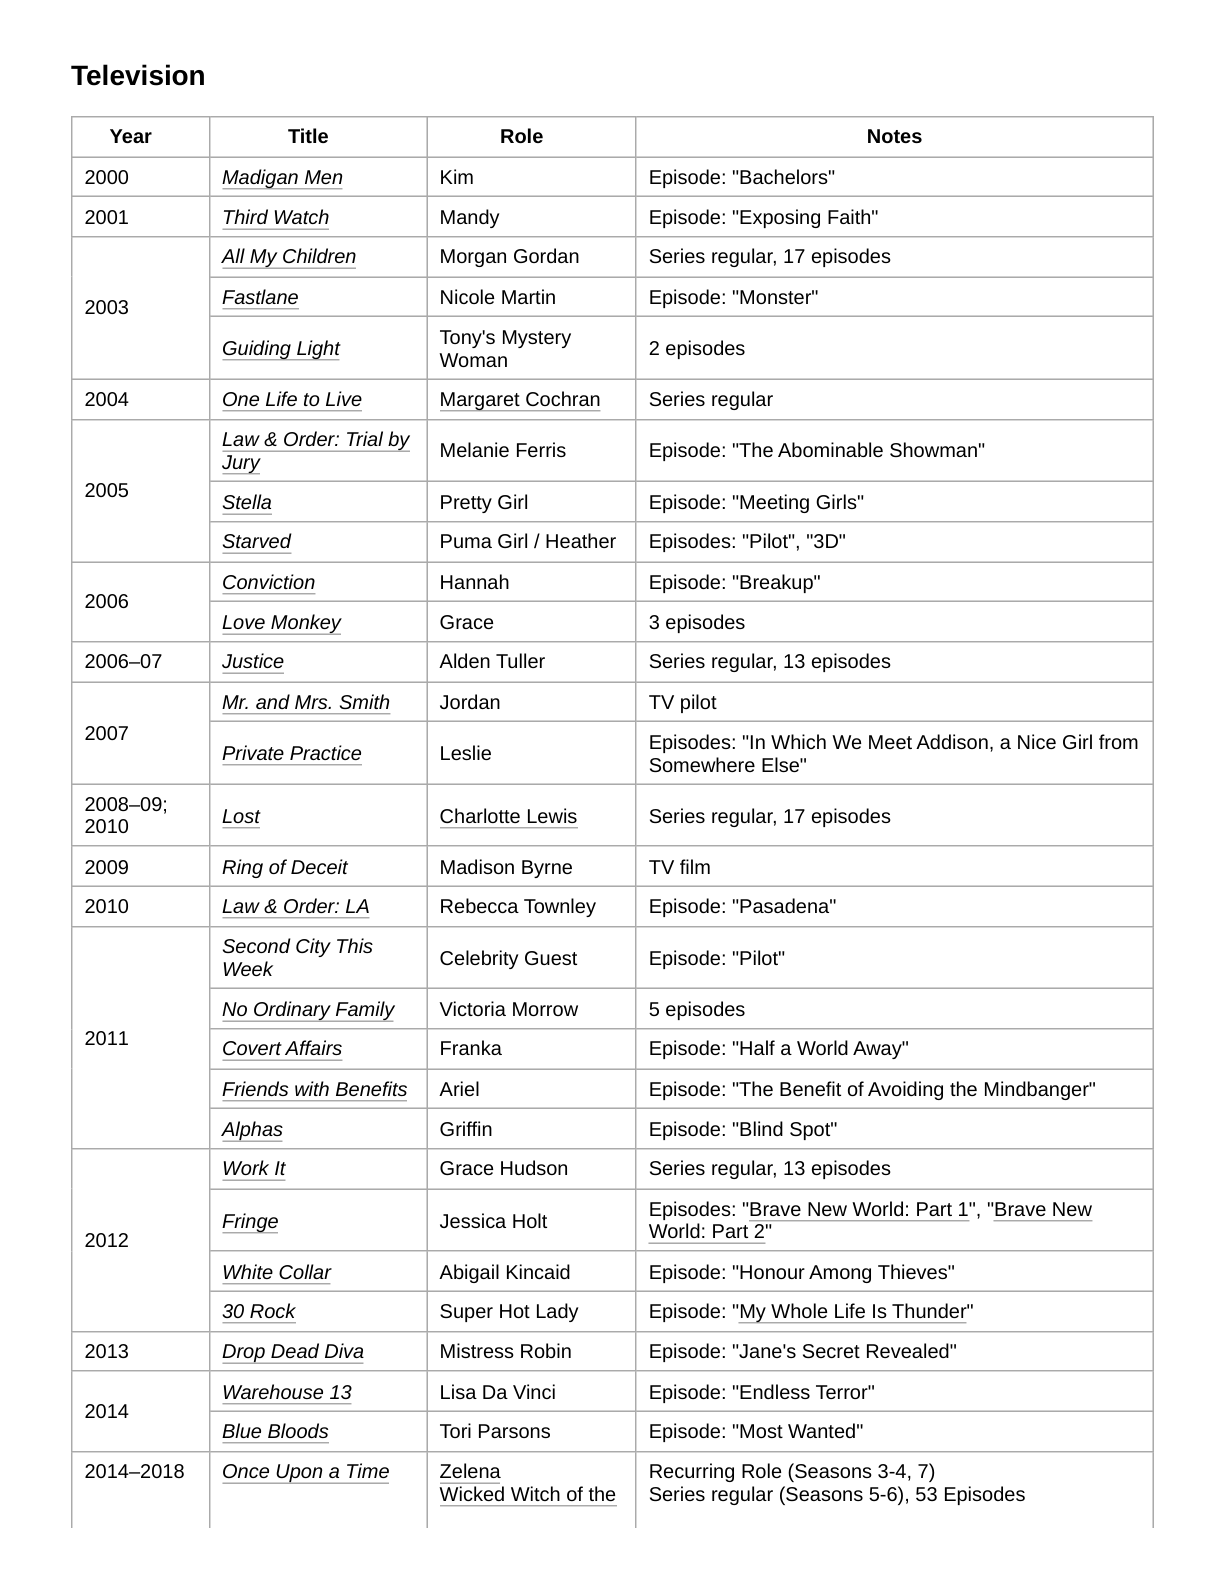 Television
Year Title Role Notes
2000 Madigan Men Kim Episode: "Bachelors"
2001 Third Watch Mandy Episode: "Exposing Faith"
2003 All My Children Morgan Gordan Series regular, 17 episodes
Fastlane Nicole Martin Episode: "Monster"
Guiding Light Tony's Mystery
Woman 2 episodes
2004 One Life to Live Margaret Cochran Series regular
2005 Law & Order: Trial by
Jury Melanie Ferris Episode: "The Abominable Showman"
Stella Pretty Girl Episode: "Meeting Girls"
Starved Puma Girl / Heather Episodes: "Pilot", "3D"
2006 Conviction Hannah Episode: "Breakup"
Love Monkey Grace 3 episodes
2006–07 Justice Alden Tuller Series regular, 13 episodes
2007 Mr. and Mrs. Smith Jordan TV pilot
Private Practice Leslie Episodes: "In Which We Meet Addison, a Nice Girl from
Somewhere Else"
2008–09;
2010 Lost Charlotte Lewis Series regular, 17 episodes
2009 Ring of Deceit Madison Byrne TV film
2010 Law & Order: LA Rebecca Townley Episode: "Pasadena"
2011 Second City This
Week Celebrity Guest Episode: "Pilot"
No Ordinary Family Victoria Morrow 5 episodes
Covert Affairs Franka Episode: "Half a World Away"
Friends with Benefits Ariel Episode: "The Benefit of Avoiding the Mindbanger"
Alphas Griffin Episode: "Blind Spot"
2012 Work It Grace Hudson Series regular, 13 episodes
Fringe Jessica Holt Episodes: "Brave New World: Part 1", "Brave New
World: Part 2"
White Collar Abigail Kincaid Episode: "Honour Among Thieves"
30 Rock Super Hot Lady Episode: "My Whole Life Is Thunder"
2013 Drop Dead Diva Mistress Robin Episode: "Jane's Secret Revealed"
2014 Warehouse 13 Lisa Da Vinci Episode: "Endless Terror"
Blue Bloods Tori Parsons Episode: "Most Wanted"
2014–2018 Once Upon a Time Zelena Recurring Role (Seasons 3-4, 7)
Wicked Witch of the Series regular (Seasons 5-6), 53 Episodes